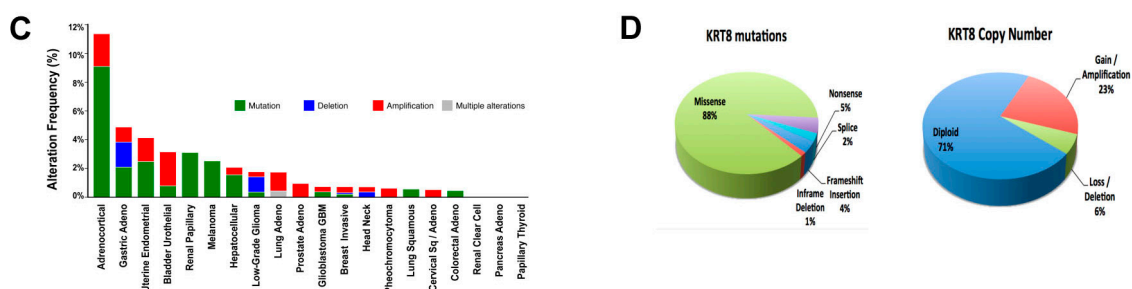 C
Alteration Frequency (%)
12%
10%
8%
6%
4%
2%
0%
Mutation
Deletion
Amplification
Multiple alterations
Adrenocortical
Gastric Adeno
Uterine Endometrial
Bladder Urothelia
Renal Papillary
Melanoma
Hepatocellular
Low-Grade Glioma
Lung Adeno
Prostate Adeno
Glioblastoma GBM
Breast Invasive
Head Neck
Pheochromocytoma
Lung Squamous
Cervical Sq / Adeno
Colorectal Adeno
Renal Clear Cell
Pancreas Adeno
Papillary Thyroid
D
KRT8 mutations
Missense
88%
Nonsense
5%
Splice
2%
Frameshift
Insertion
4%
Inframe
Deletion
1%
KRT8 Copy Number
Gain /
Amplification
23%
Diploid
71%
Loss /
Deletion
6%